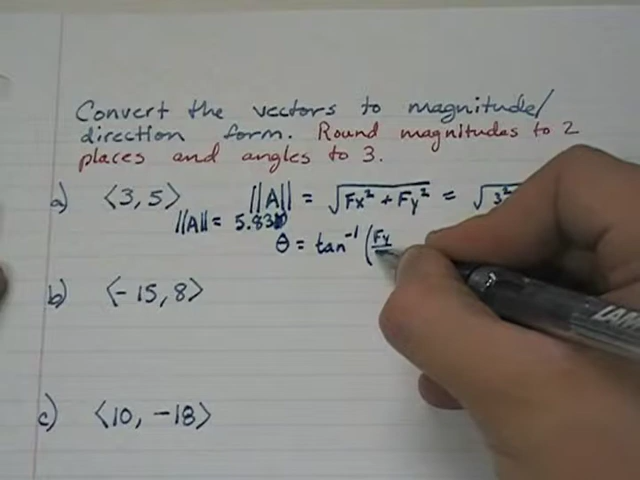 Convert the vectors to magnitude/
direction form. Round magnitudes to 2
places and angles to 3.
a) ⟨3, 5⟩ ||A|| = √Fx² + Fy² = √3²
||A|| = 5.83
θ = tan⁻¹ (Fy
b) ⟨-15, 8⟩
c) ⟨10, -18⟩